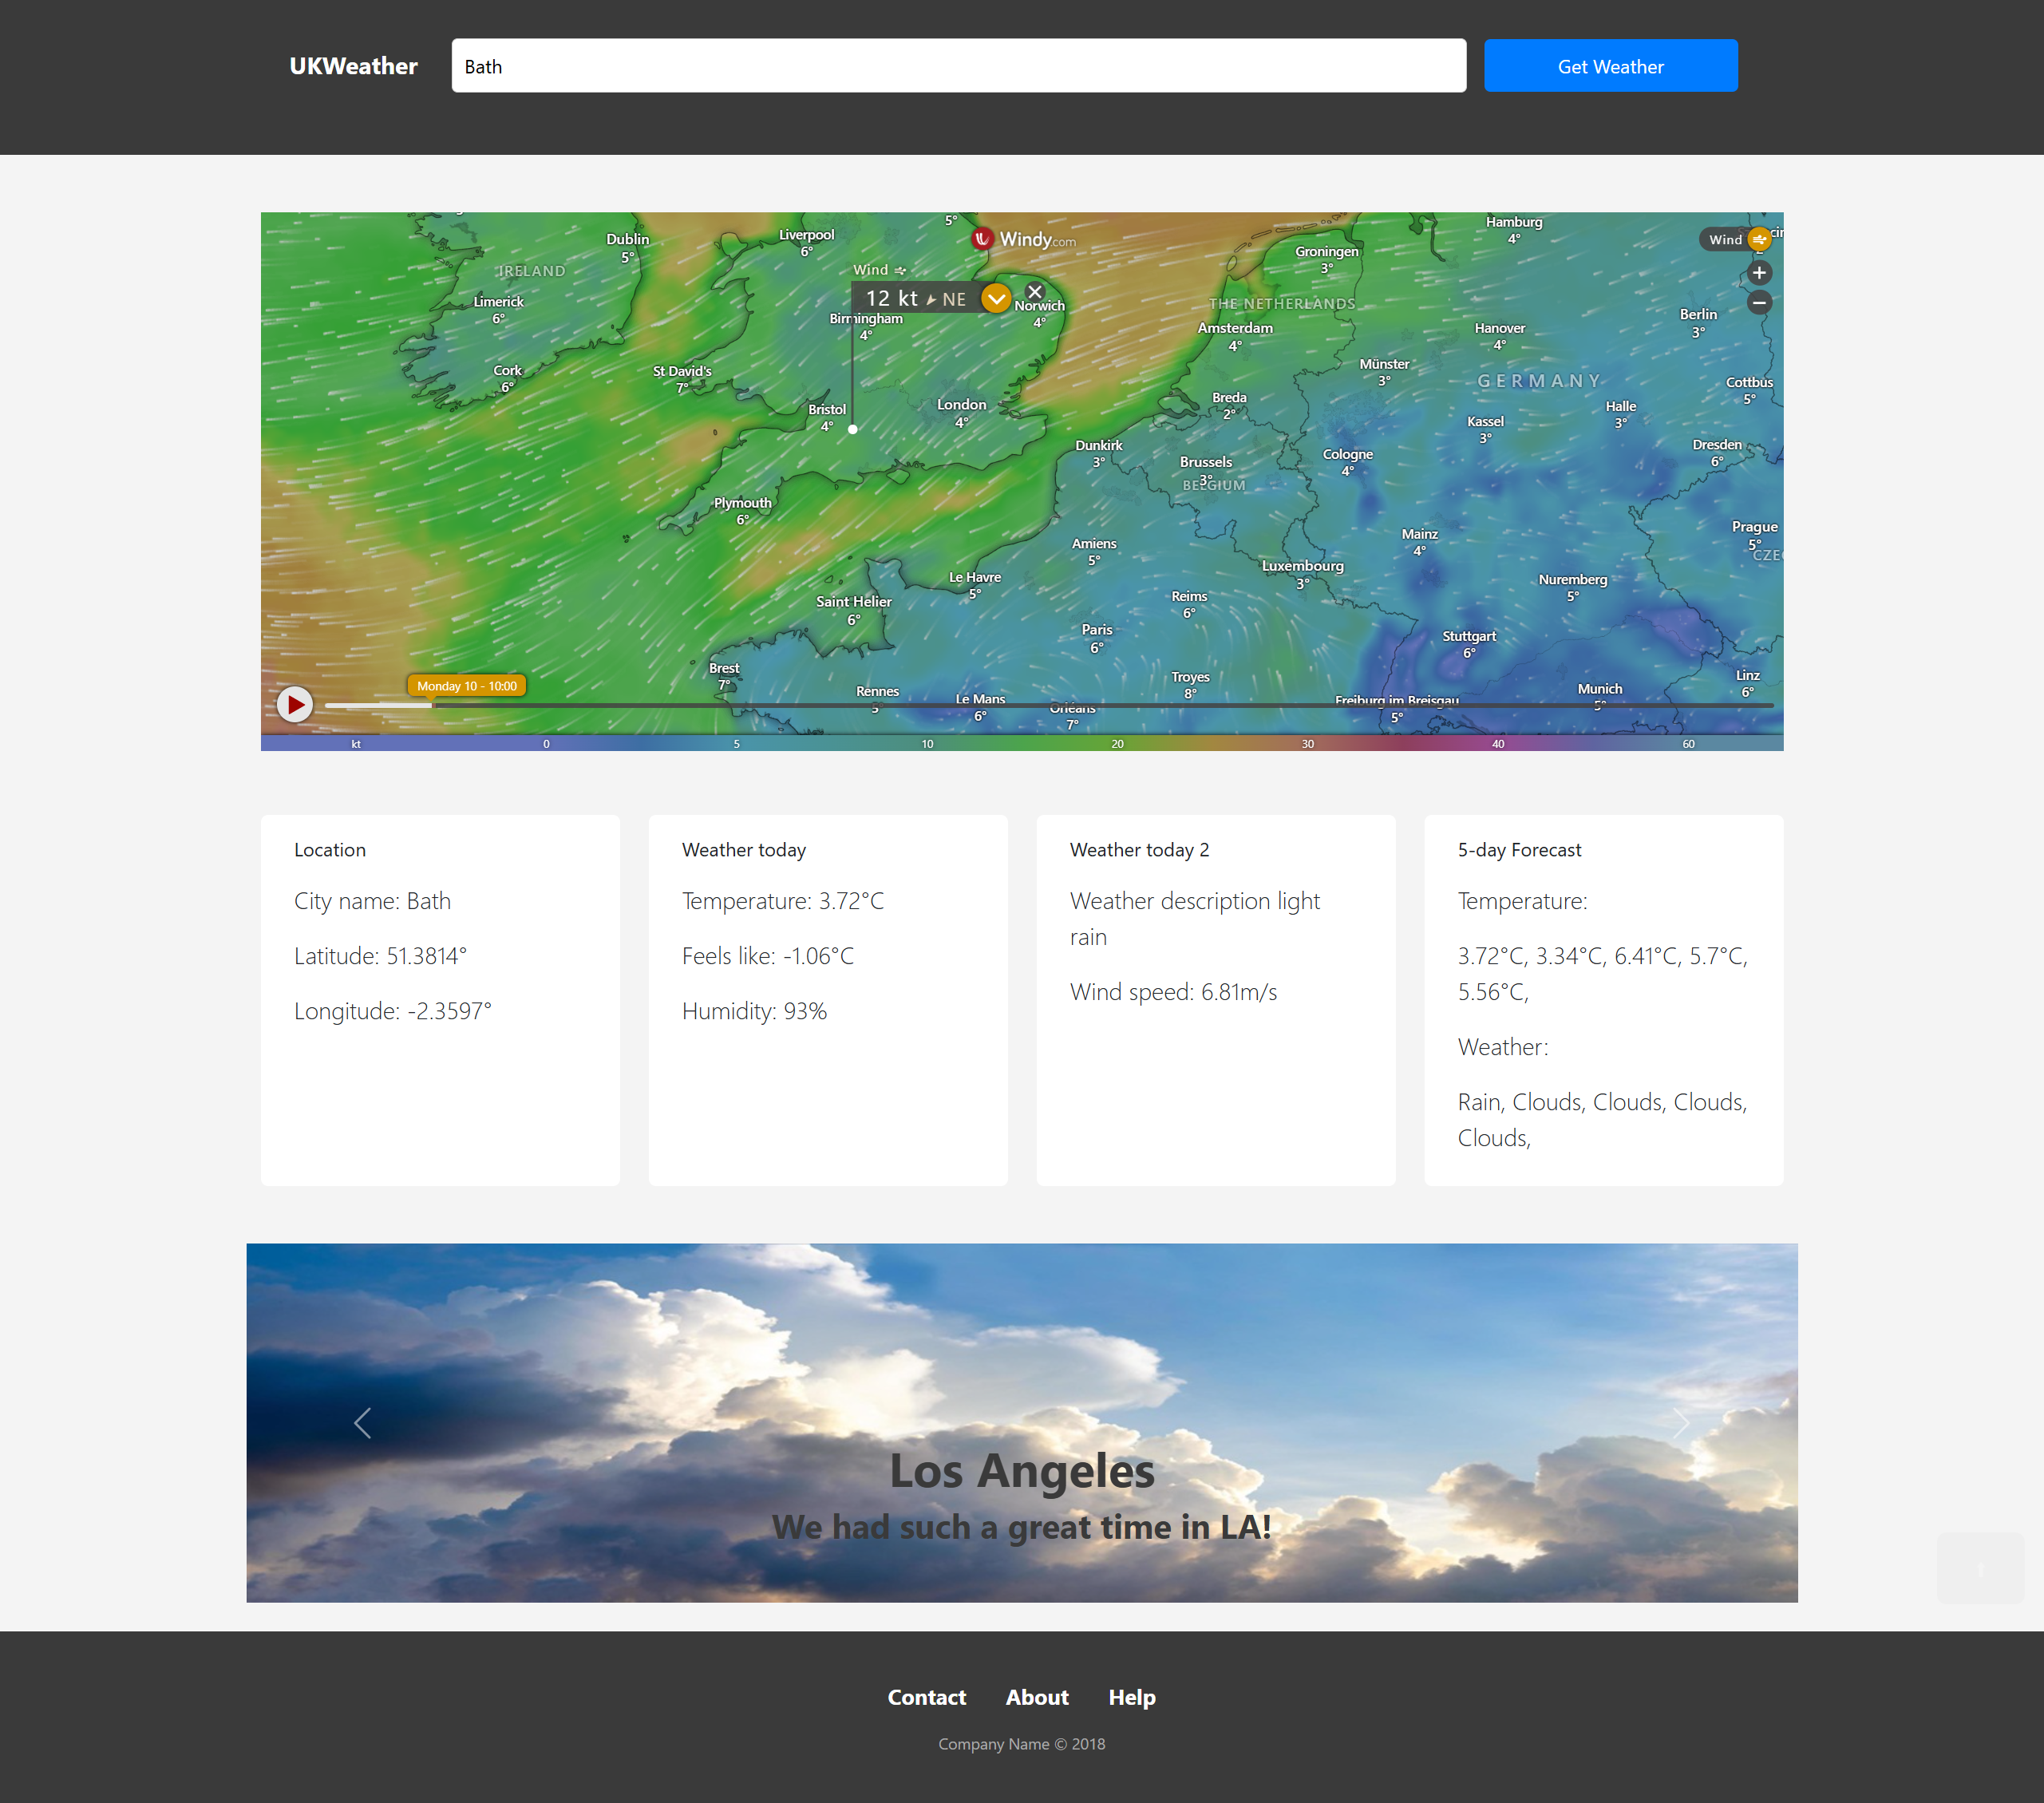 UKWeather
Bath
Get Weather
5°
Hamburg
4°
Dublin
5°
Liverpool
6°
Windy.com
Wind
Groningen
3°
IRELAND
Wind
12 kt NE
Limerick
6°
Birmingham
4°
Norwich
4°
THE NETHERLANDS
Amsterdam
4°
Hanover
4°
Berlin
3°
Cork
6°
St David's
7°
Münster
3°
GERMANY
Cottbus
5°
Bristol
4°
London
4°
Breda
2°
Kassel
3°
Halle
3°
Dunkirk
3°
Brussels
3°
BELGIUM
Cologne
4°
Dresden
6°
Plymouth
6°
Amiens
5°
Mainz
4°
Prague
5°
CZE
Le Havre
5°
Luxembourg
3°
Nuremberg
5°
Saint Helier
6°
Reims
6°
Paris
6°
Stuttgart
6°
Brest
7°
Troyes
8°
Linz
6°
Monday 10 - 10:00
Rennes
5°
Le Mans
6°
Orléans
7°
Freiburg im Breisgau
5°
Munich
5°
kt 0 5 10 20 30 40 60
Location
City name: Bath
Latitude: 51.3814°
Longitude: -2.3597°
Weather today
Temperature: 3.72°C
Feels like: -1.06°C
Humidity: 93%
Weather today 2
Weather description light
rain
Wind speed: 6.81m/s
5-day Forecast
Temperature:
3.72°C, 3.34°C, 6.41°C, 5.7°C,
5.56°C,
Weather:
Rain, Clouds, Clouds, Clouds,
Clouds,
Los Angeles
We had such a great time in LA!
Contact About Help
Company Name © 2018